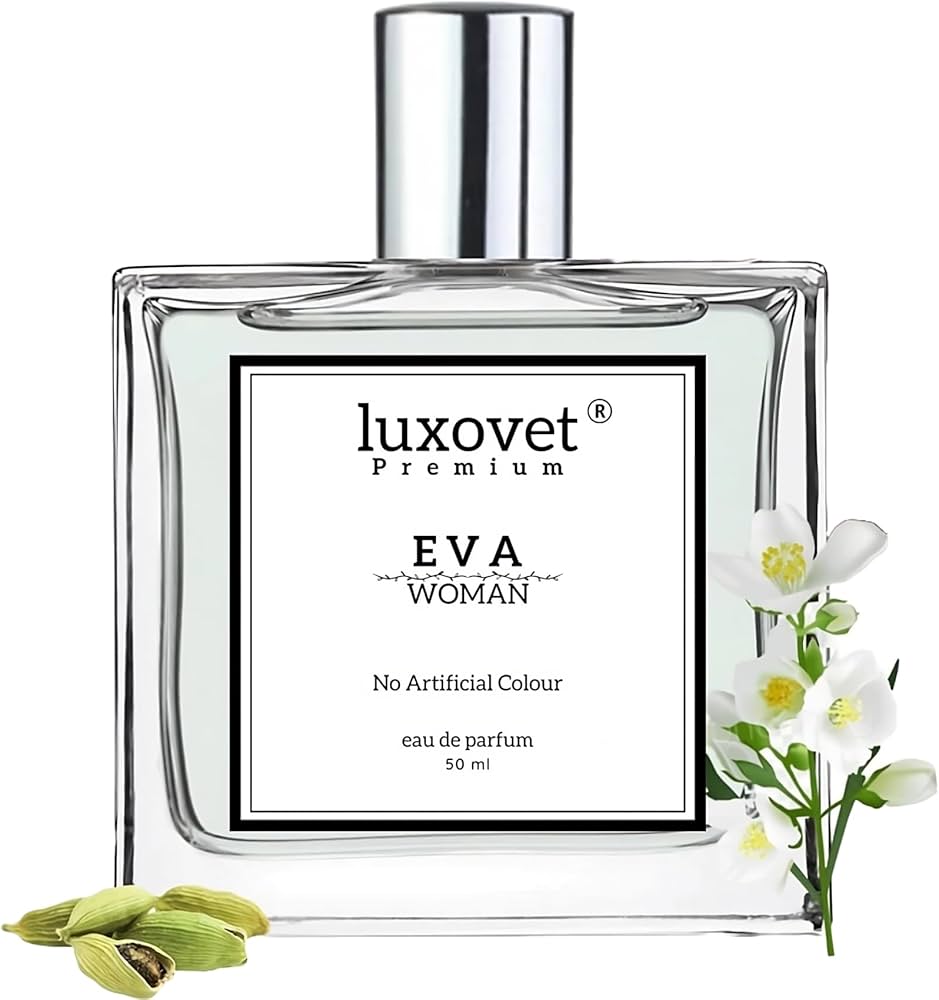 luxovet®
Premium
EVA
WOMAN
No Artificial Colour
eau de parfum
50 ml